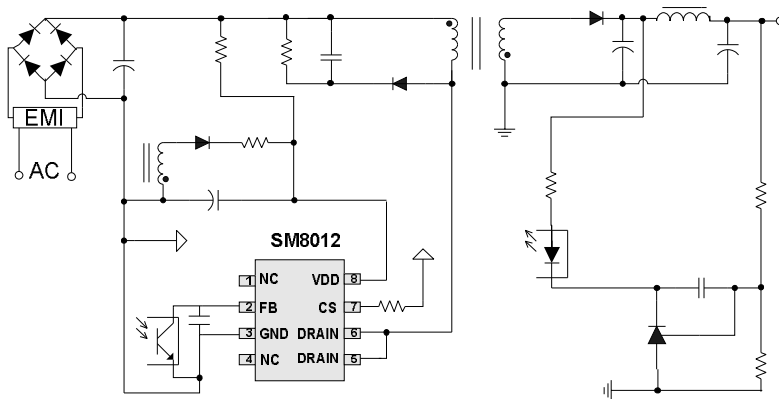 EMI
AC
SM8012
1 NC VDD 8
2 FB CS 7
3 GND DRAIN 6
4 NC DRAIN 5